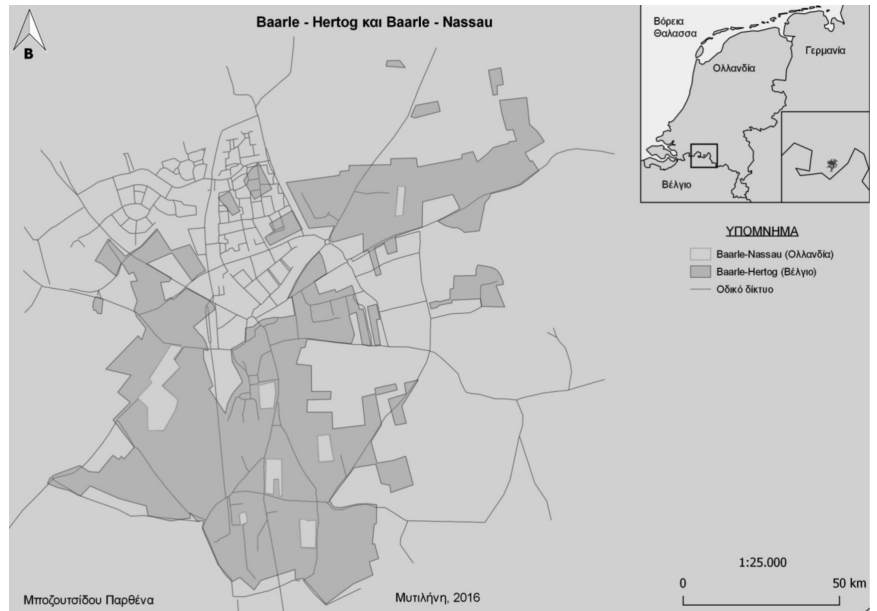 Baarle - Hertog και Baarle - Nassau
Β
Βόρεια
Θάλασσα
Ολλανδία
Γερμανία
Βέλγιο
ΥΠΟΜΝΗΜΑ
Baarle-Nassau (Ολλανδία)
Baarle-Hertog (Βέλγιο)
Οδικό δίκτυο
1:25.000
0 50 km
Μποζουτσίδου Παρθένα
Μυτιλήνη, 2016